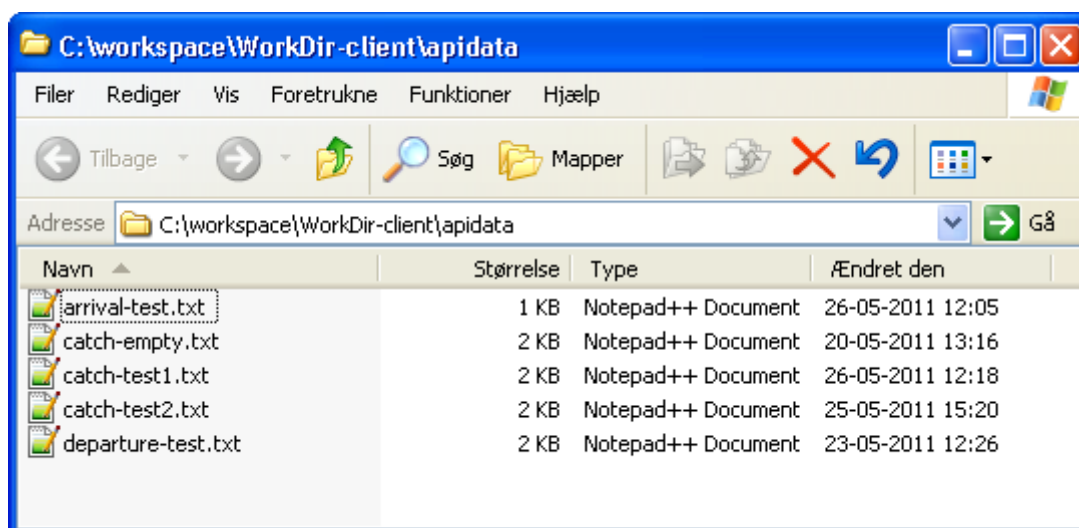 C:\workspace\WorkDir-client\apidata
Filer Rediger Vis Foretrukne Funktioner Hjælp
Tilbage Søg Mapper
Adresse C:\workspace\WorkDir-client\apidata Gå
Navn Størrelse Type Ændret den
arrival-test.txt 1 KB Notepad++ Document 26-05-2011 12:05
catch-empty.txt 2 KB Notepad++ Document 20-05-2011 13:16
catch-test1.txt 2 KB Notepad++ Document 26-05-2011 12:18
catch-test2.txt 2 KB Notepad++ Document 25-05-2011 15:20
departure-test.txt 2 KB Notepad++ Document 23-05-2011 12:26